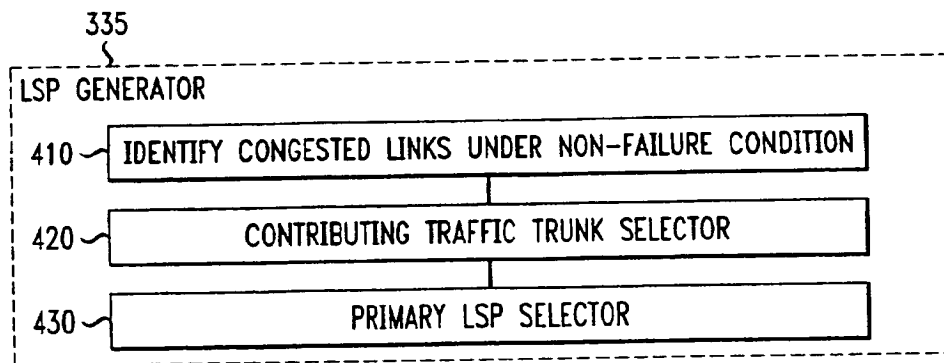 335
LSP GENERATOR
410 IDENTIFY CONGESTED LINKS UNDER NON-FAILURE CONDITION
420 CONTRIBUTING TRAFFIC TRUNK SELECTOR
430 PRIMARY LSP SELECTOR